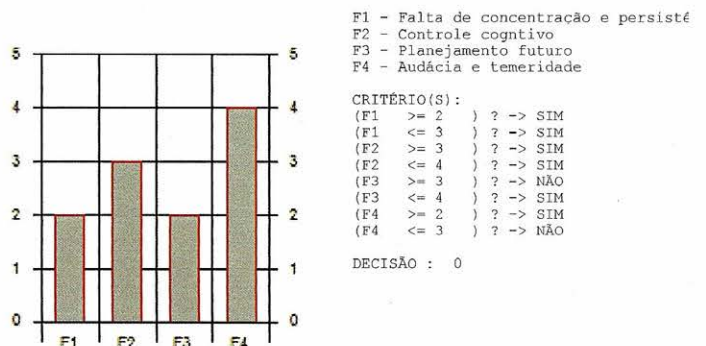 5
4
3
2
1
0
F1 F2 F3 F4
5
4
3
2
1
0
F1 - Falta de concentração e persistê
F2 - Controle cogntivo
F3 - Planejamento futuro
F4 - Audácia e temeridade
CRITÉRIO(S):
(F1 >= 2 ) ? -> SIM
(F1 <= 3 ) ? -> SIM
(F2 >= 3 ) ? -> SIM
(F2 <= 4 ) ? -> SIM
(F3 >= 3 ) ? -> NÃO
(F3 <= 4 ) ? -> SIM
(F4 >= 2 ) ? -> SIM
(F4 <= 3 ) ? -> NÃO
DECISÃO : 0